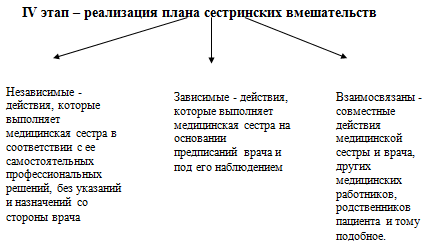 IV этап – реализация плана сестринских вмешательств
Независимые -
действия, которые
выполняет
медицинская сестра в
соответствии с ее
самостоятельных
профессиональных
решений, без указаний
и назначений со
стороны врача
Зависимые - действия,
которые выполняет
медицинская сестра на
основании
предписаний врача и
под его наблюдением
Взаимосвязаны -
совместные
действия
медицинской
сестры и врача,
других
медицинских
работников,
родственников
пациента и тому
подобное.